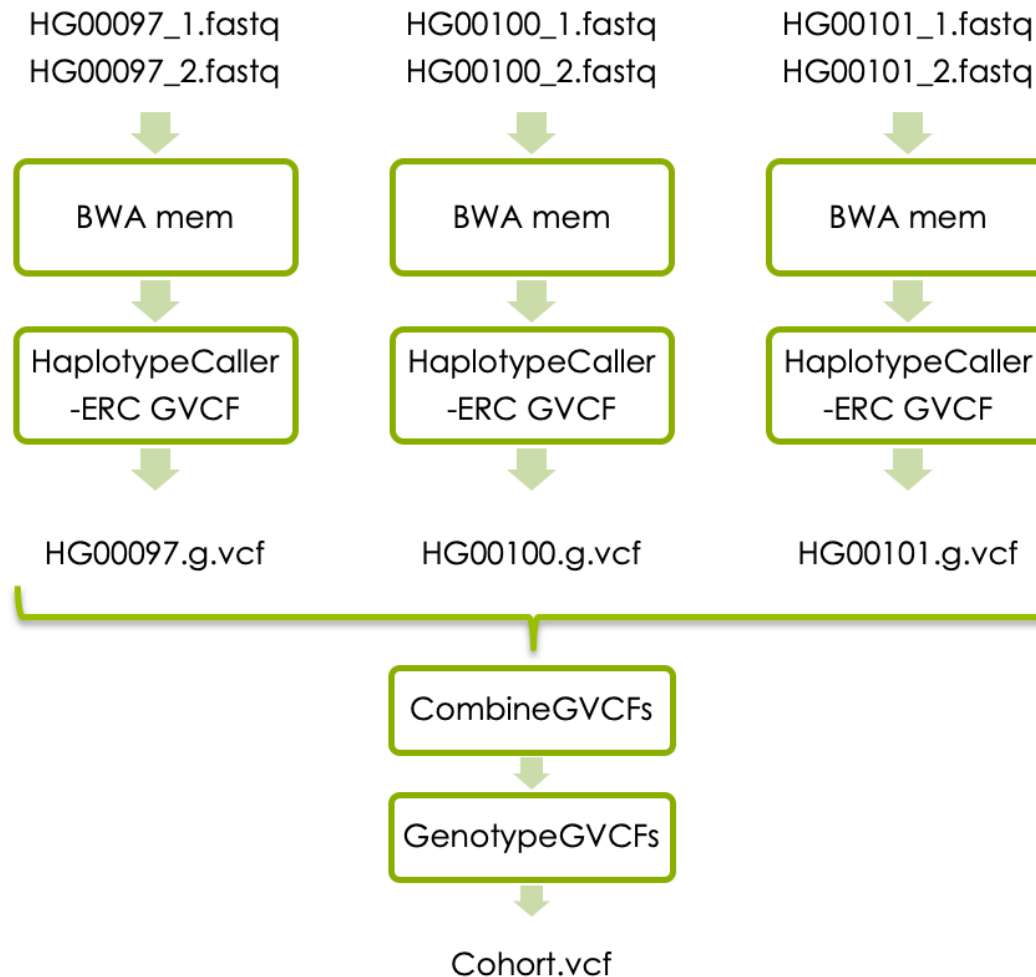 HG00097_1.fastq HG00100_1.fastq HG00101_1.fastq
HG00097_2.fastq HG00100_2.fastq HG00101_2.fastq
BWA mem BWA mem BWA mem
HaplotypeCaller HaplotypeCaller HaplotypeCaller
-ERC GVCF -ERC GVCF -ERC GVCF
HG00097.g.vcf HG00100.g.vcf HG00101.g.vcf
CombineGVCFs
GenotypeGVCFs
Cohort.vcf